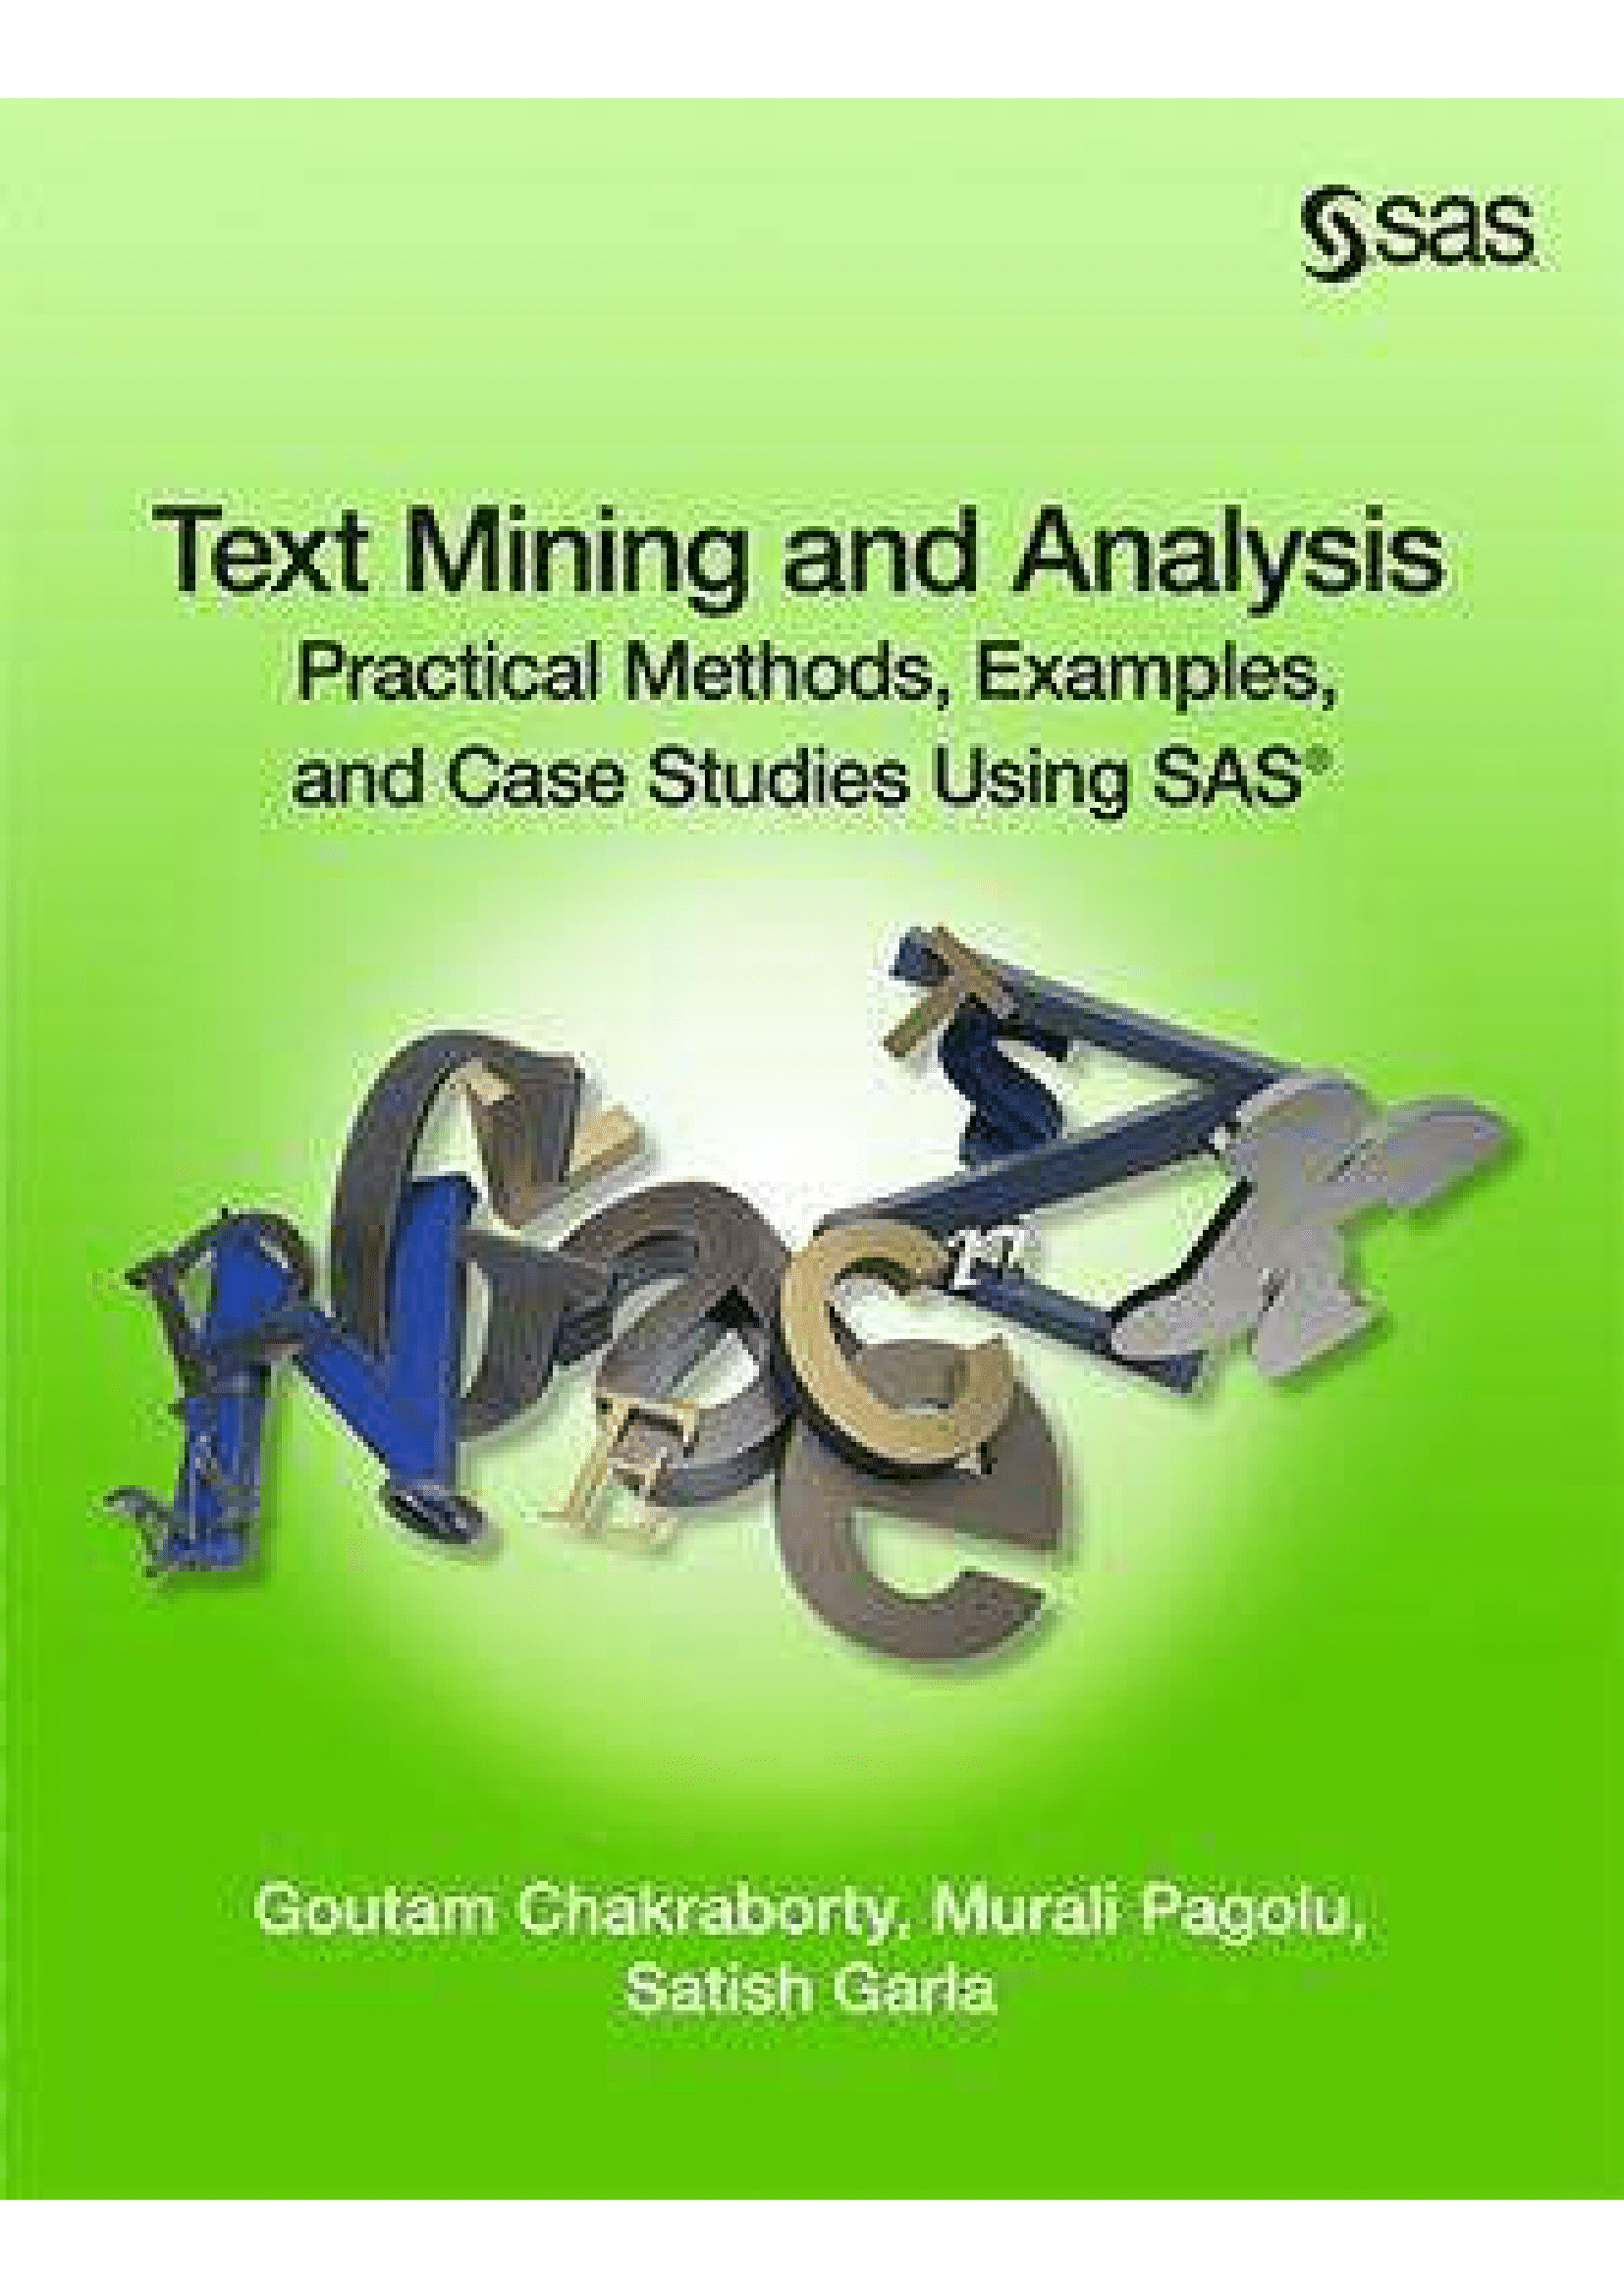 sas
Text Mining and Analysis
Practical Methods, Examples,
and Case Studies Using SAS®
Goutam Chakraborty, Murali Pagolu,
Satish Garla